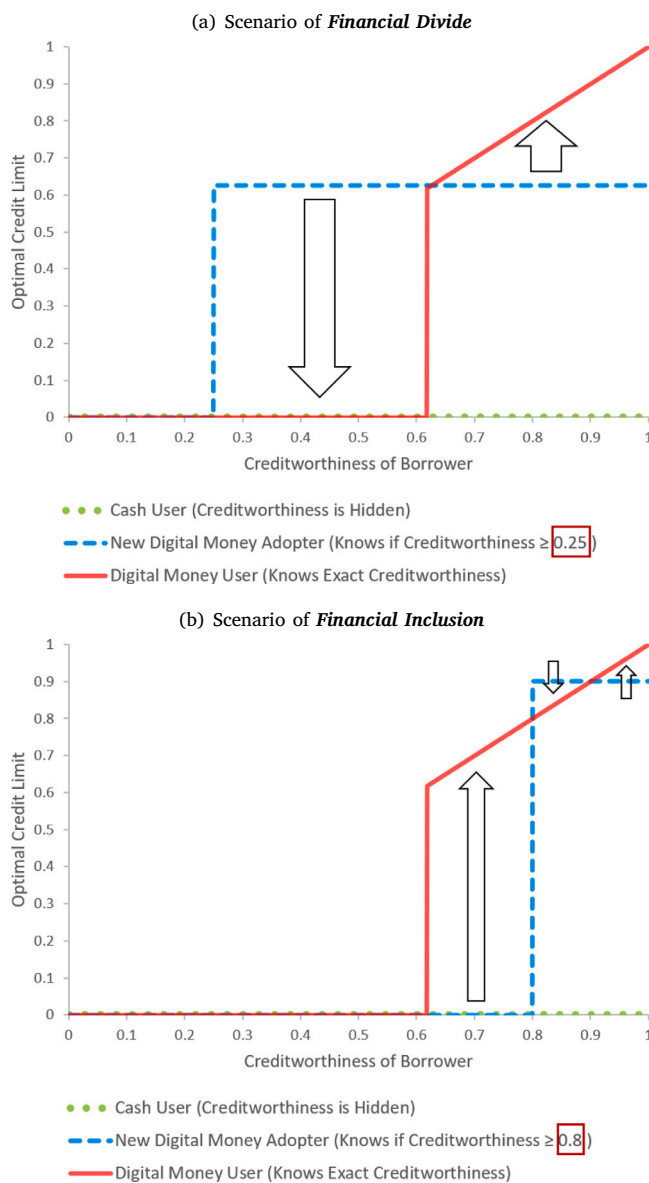 (a) Scenario of Financial Divide
1
0.9
0.8
0.7
0.6
0.5
0.4
0.3
0.2
0.1
0
Optimal Credit Limit
0 0.1 0.2 0.3 0.4 0.5 0.6 0.7 0.8 0.9 1
Creditworthiness of Borrower
Cash User (Creditworthiness is Hidden)
New Digital Money Adopter (Knows if Creditworthiness ≥ 0.25 )
Digital Money User (Knows Exact Creditworthiness)
(b) Scenario of Financial Inclusion
1
0.9
0.8
0.7
0.6
0.5
0.4
0.3
0.2
0.1
0
Optimal Credit Limit
0 0.1 0.2 0.3 0.4 0.5 0.6 0.7 0.8 0.9 1
Creditworthiness of Borrower
Cash User (Creditworthiness is Hidden)
New Digital Money Adopter (Knows if Creditworthiness ≥ 0.8 )
Digital Money User (Knows Exact Creditworthiness)